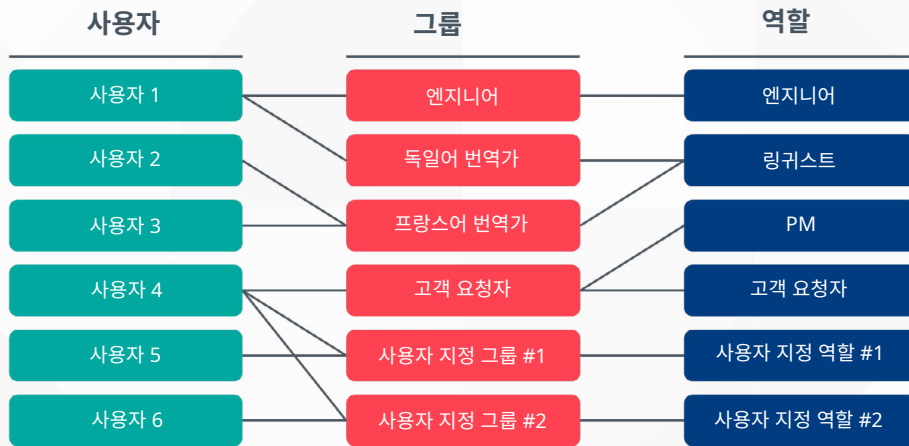 사용자
그룹
역할
사용자 1
엔지니어
엔지니어
사용자 2
독일어 번역가
링귀스트
사용자 3
프랑스어 번역가
PM
사용자 4
고객 요청자
고객 요청자
사용자 5
사용자 지정 그룹 #1
사용자 지정 역할 #1
사용자 6
사용자 지정 그룹 #2
사용자 지정 역할 #2